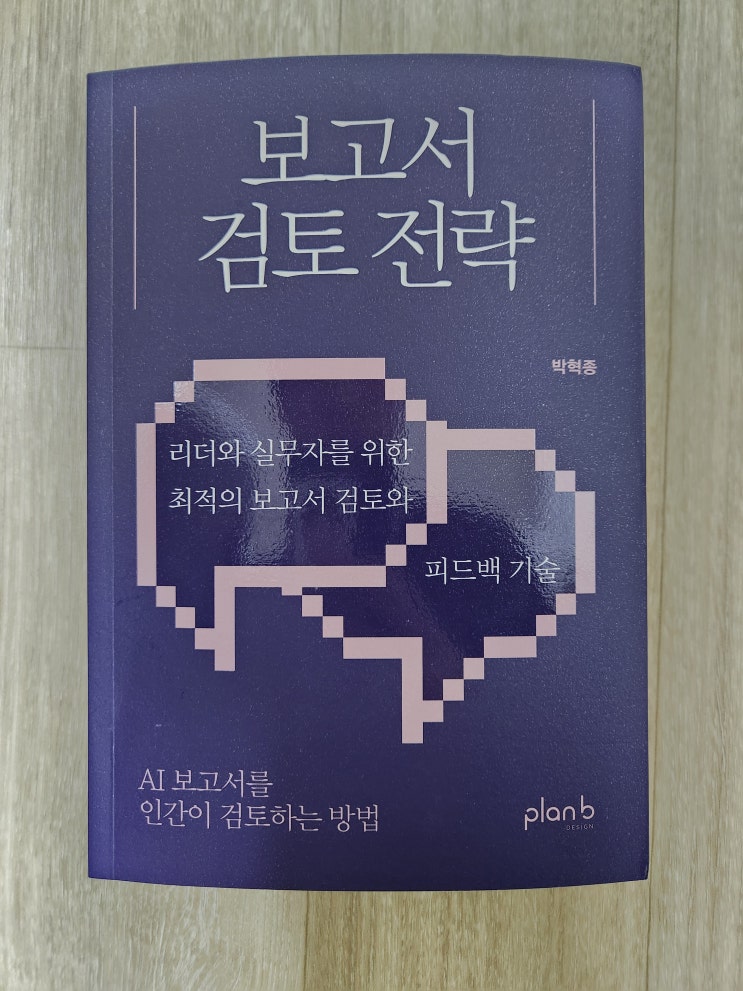 보고서
검토 전략
박혁종
리더와 실무자를 위한
최적의 보고서 검토와
피드백 기술
AI 보고서를
인간이 검토하는 방법
plan b
DESIGN